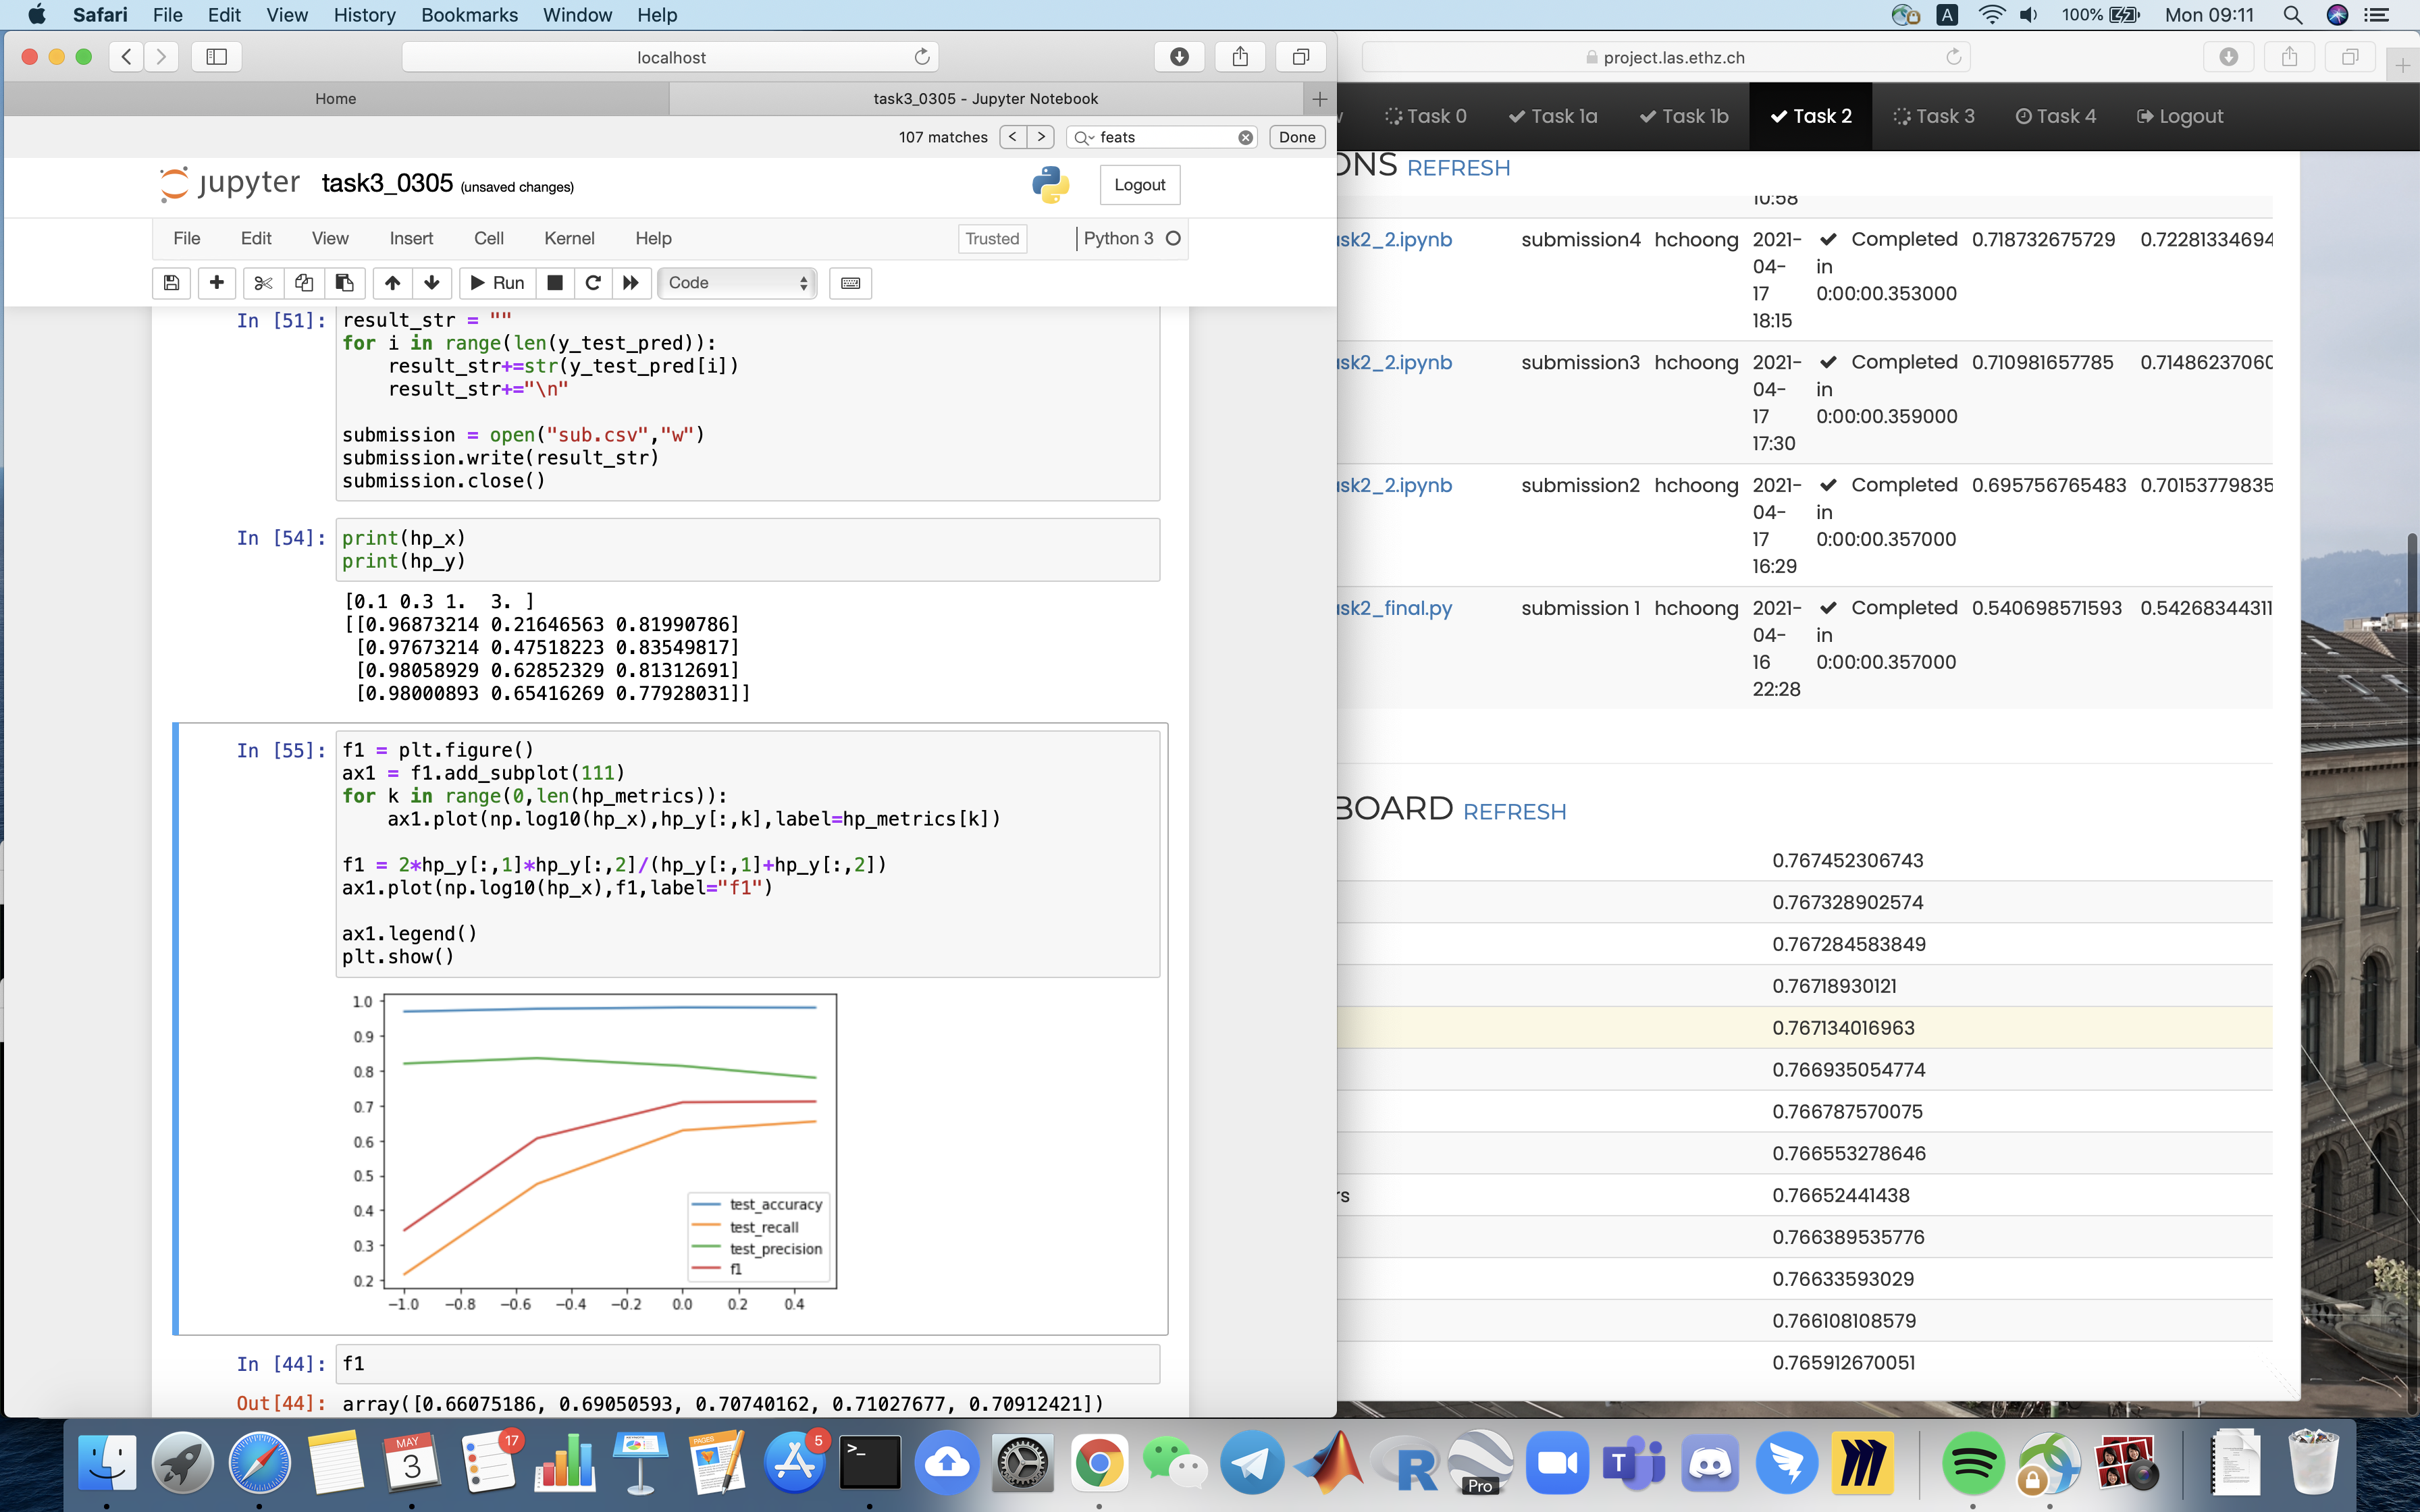 Safari File Edit View History Bookmarks Window Help
A 100% Mon 09:11
localhost
Home
task3_0305 - Jupyter Notebook
107 matches
feats
Done
jupyter task3_0305 (unsaved changes)
Logout
File Edit View Insert Cell Kernel Help
Trusted
Python 3
Run
Code
In [51]: result_str = ""
for i in range(len(y_test_pred)):
result_str+=str(y_test_pred[i])
result_str+="\n"
submission = open("sub.csv","w")
submission.write(result_str)
submission.close()
In [54]: print(hp_x)
print(hp_y)
[0.1 0.3 1.  3. ]
[[0.96873214 0.21646563 0.81990786]
[0.97673214 0.47518223 0.83549817]
[0.98058929 0.62852329 0.81312691]
[0.98000893 0.65416269 0.77928031]]
In [55]: f1 = plt.figure()
ax1 = f1.add_subplot(111)
for k in range(0,len(hp_metrics)):
ax1.plot(np.log10(hp_x),hp_y[:,k],label=hp_metrics[k])
f1 = 2*hp_y[:,1]*hp_y[:,2]/(hp_y[:,1]+hp_y[:,2])
ax1.plot(np.log10(hp_x),f1,label="f1")
ax1.legend()
plt.show()
1.0
0.9
0.8
0.7
0.6
0.5
0.4
0.3
0.2
test_accuracy
test_recall
test_precision
f1
−1.0 −0.8 −0.6 −0.4 −0.2 0.0 0.2 0.4
In [44]: f1
Out[44]: array([0.66075186, 0.69050593, 0.70740162, 0.71027677, 0.70912421])
project.las.ethz.ch
w Task 0 Task 1a Task 1b Task 2 Task 3 Task 4 Logout
ONS REFRESH
10:58
ask2_2.ipynb submission4 hchoong 2021- Completed 0.718732675729 0.72281334694
04- in
17 0:00:00.353000
18:15
ask2_2.ipynb submission3 hchoong 2021- Completed 0.710981657785 0.71486237060
04- in
17 0:00:00.359000
17:30
ask2_2.ipynb submission2 hchoong 2021- Completed 0.695756765483 0.70153779835
04- in
17 0:00:00.357000
16:29
ask2_final.py submission 1 hchoong 2021- Completed 0.540698571593 0.54268344311
04- in
16 0:00:00.357000
22:28
BOARD REFRESH
0.767452306743
0.767328902574
0.767284583849
0.76718930121
0.767134016963
0.766935054774
0.766787570075
0.766553278646
rs 0.76652441438
0.766389535776
0.76633593029
0.766108108579
0.765912670051
MAY
3
17
PAGES
5
>_
R
Pro
T